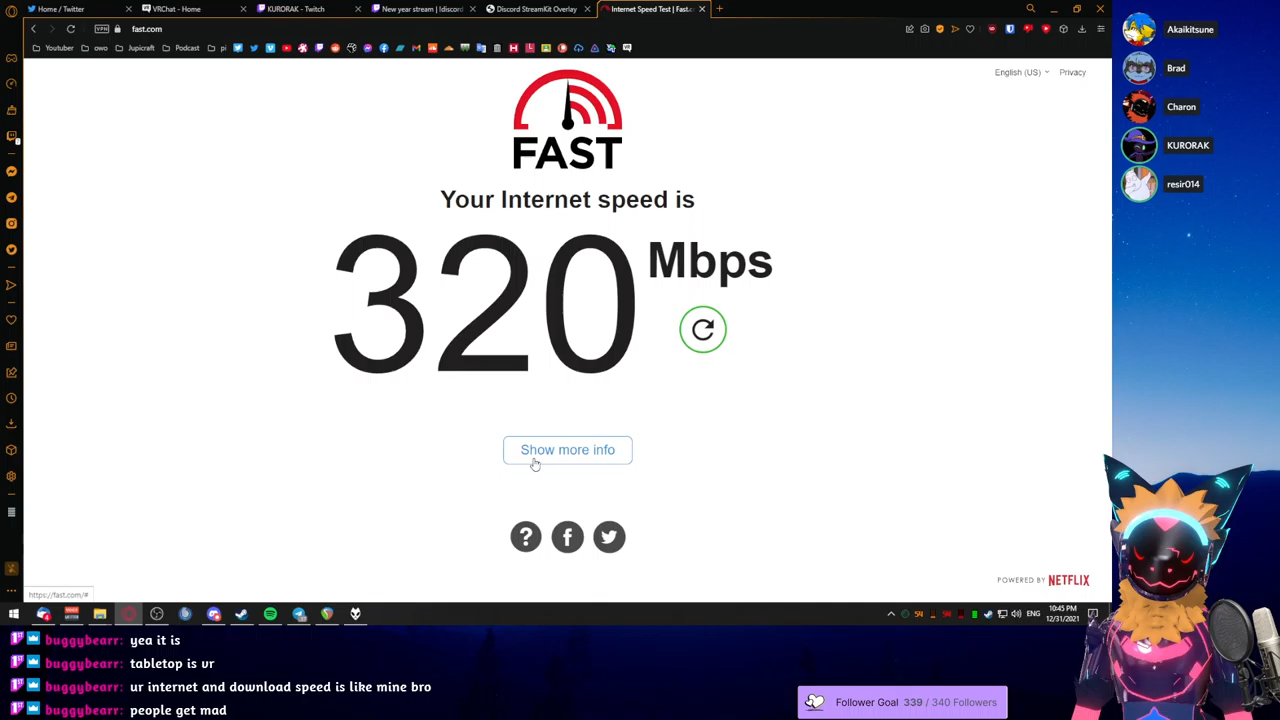 Home / Twitter
VRChat - Home
KURORAK - Twitch
New year stream | (discord
Discord StreamKit Overlay
Internet Speed Test | Fast.c
VPN
fast.com
Youtuber
owo
Jupicraft
Podcast
pi
English (US)
Privacy
FAST
Your Internet speed is
320 Mbps
Show more info
POWERED BY NETFLIX
https://fast.com/#
ENG
10:45 PM
12/31/2021
Akaikitsune
Brad
Charon
KURORAK
resir014
buggybearr: yea it is
buggybearr: tabletop is vr
buggybearr: ur internet and download speed is like mine bro
buggybearr: people get mad
Follower Goal 339 / 340 Followers